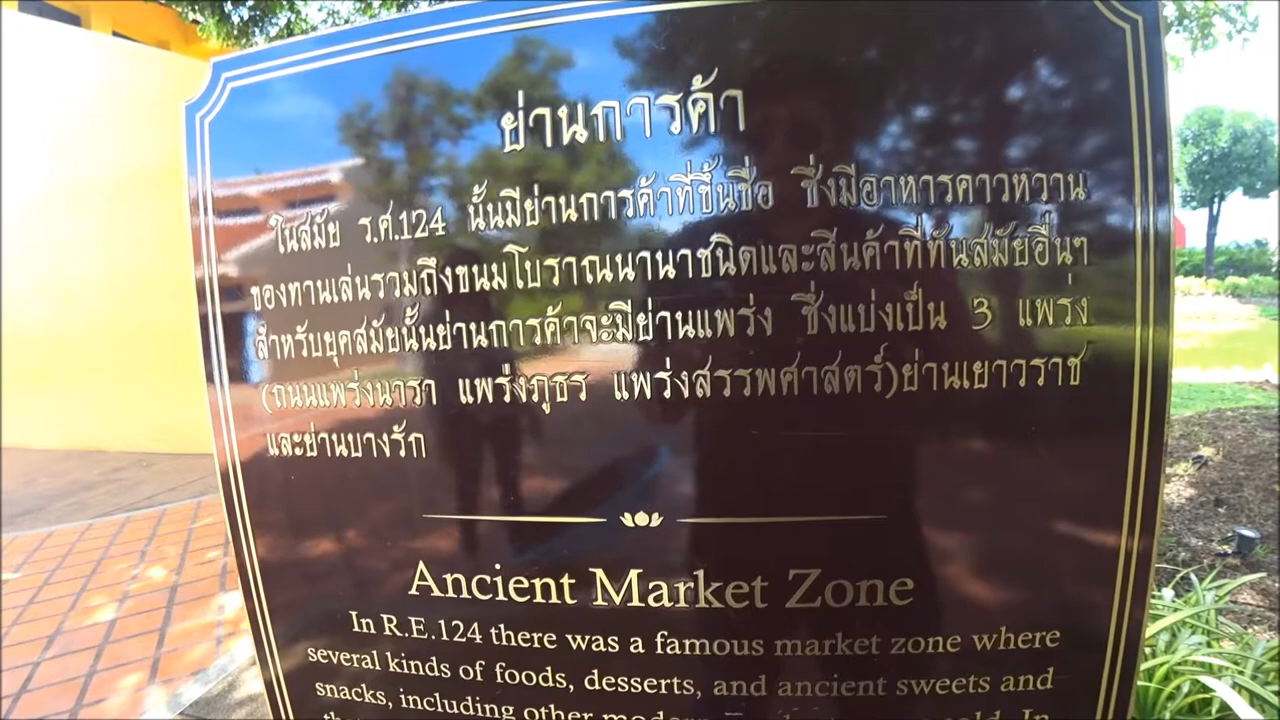 ย่านการค้า
ในสมัย ร.ศ.124 นั้นมีย่านการค้าที่ขึ้นชื่อ ซึ่งมีอาหารคาวหวาน
ของทานเล่นรวมถึงขนมโบราณนานาชนิดและสินค้าที่ทันสมัยอื่นๆ
สำหรับยุคสมัยนั้นย่านการค้าจะมีย่านแพร่ง ซึ่งแบ่งเป็น 3 แพร่ง
(ถนนแพร่งนารา แพร่งภูธร แพร่งสรรพศาสตร์)ย่านเยาวราช
และย่านบางรัก
Ancient Market Zone
In R.E.124 there was a famous market zone where
several kinds of foods, desserts, and ancient sweets and
snacks, including other